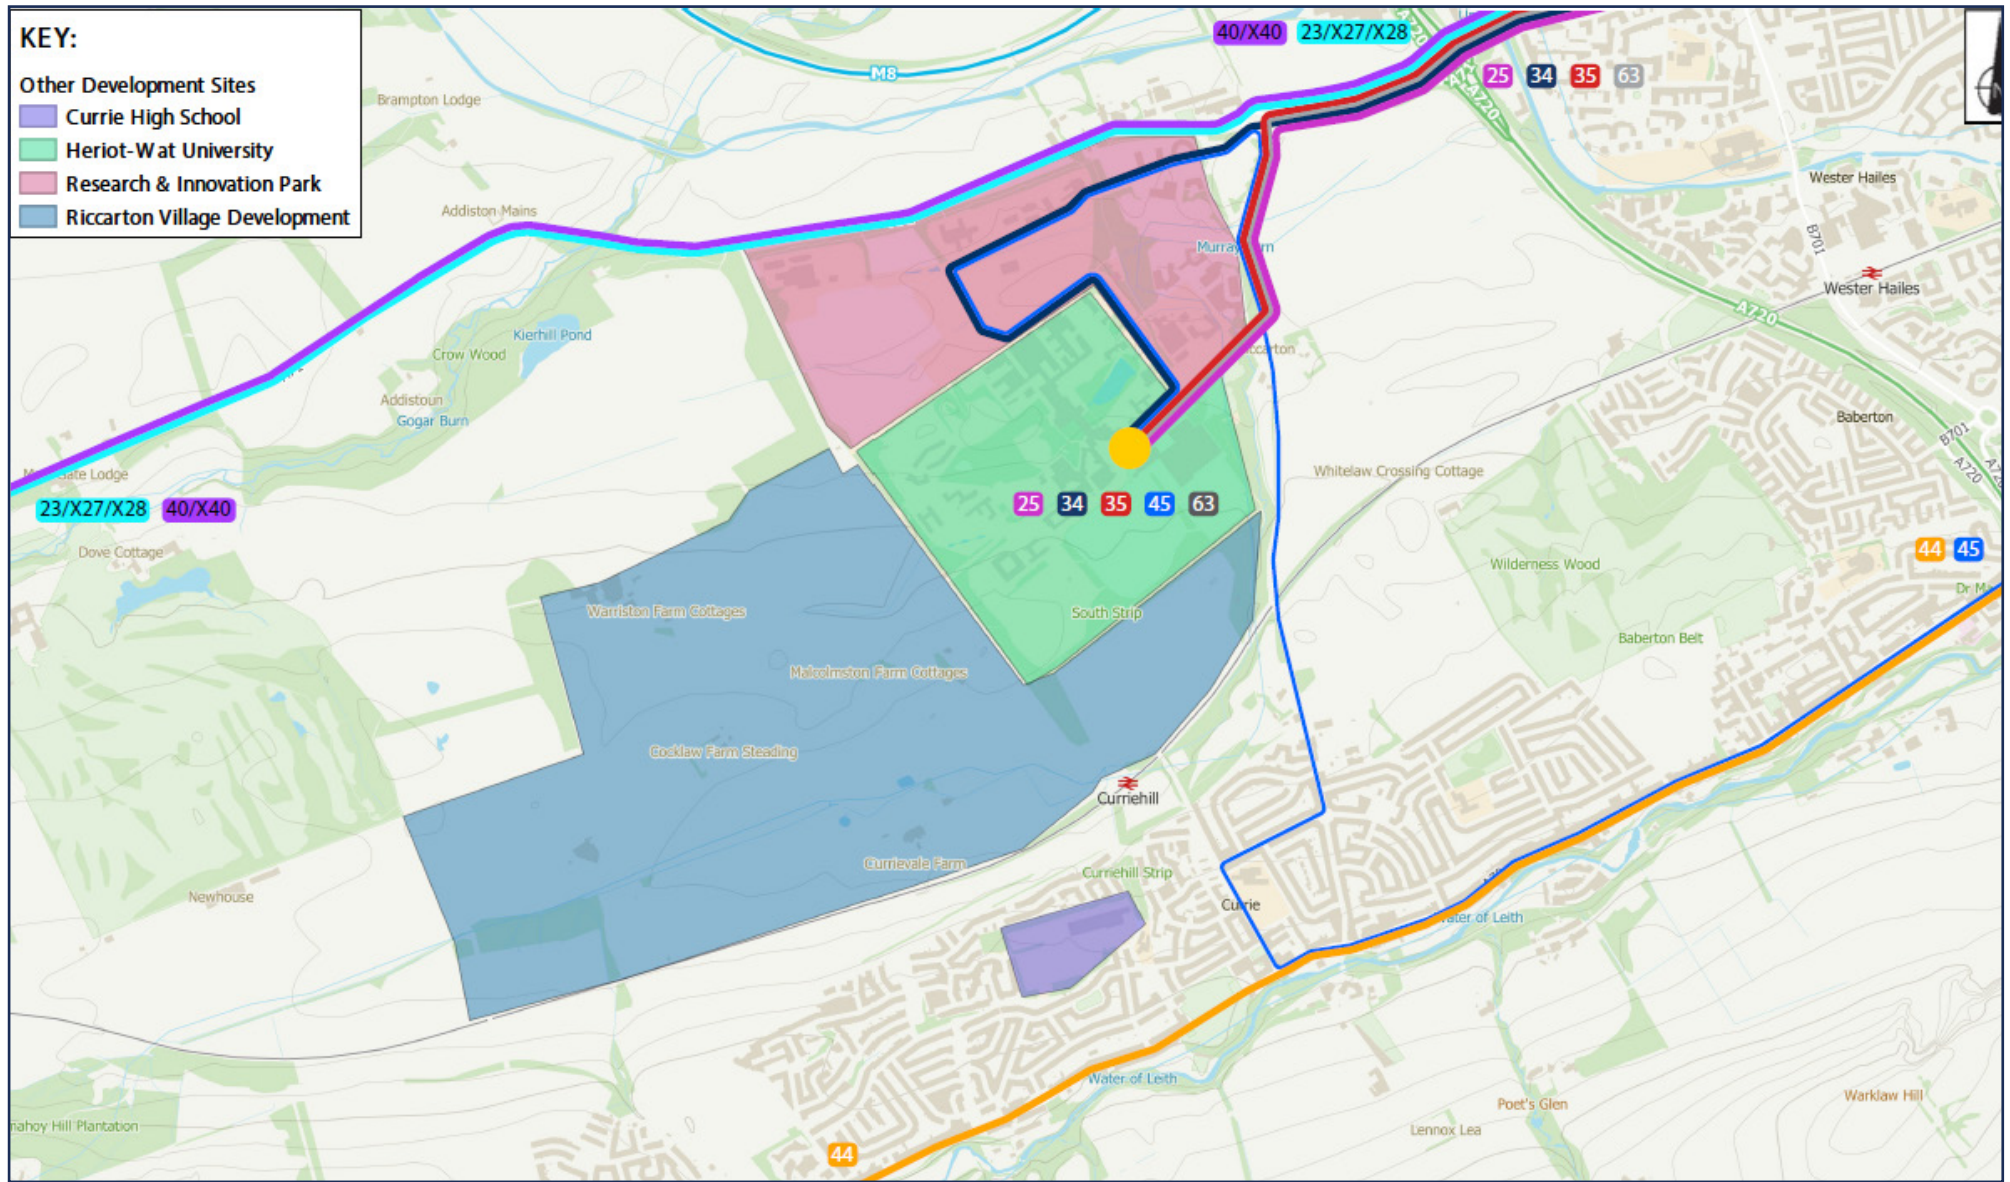 KEY:
Other Development Sites
Currie High School
Heriot-Wat University
Research & Innovation Park
Riccarton Village Development
40/X40 23/X27/X28
A720
M8
25 34 35 63
A720
Brampton Lodge
Wester Hailes
Addiston Mains
B701
Wester Hailes
A720
Kierhill Pond
Crow Wood
Addistoun
Gogar Burn
Baberton
B701
A720
Whitelaw Crossing Cottage
23/X27/X28 40/X40
25 34 35 45 63
Dove Cottage
44 45
Wilderness Wood
Warriston Farm Cottages
South Strip
Baberton Belt
Malcolmston Farm Cottages
Cocklaw Farm Steading
Curriehill
Currievale Farm
Curriehill Strip
Newhouse
Currie
Water of Leith
Water of Leith
Warklaw Hill
Poet's Glen
Lennox Lea
44